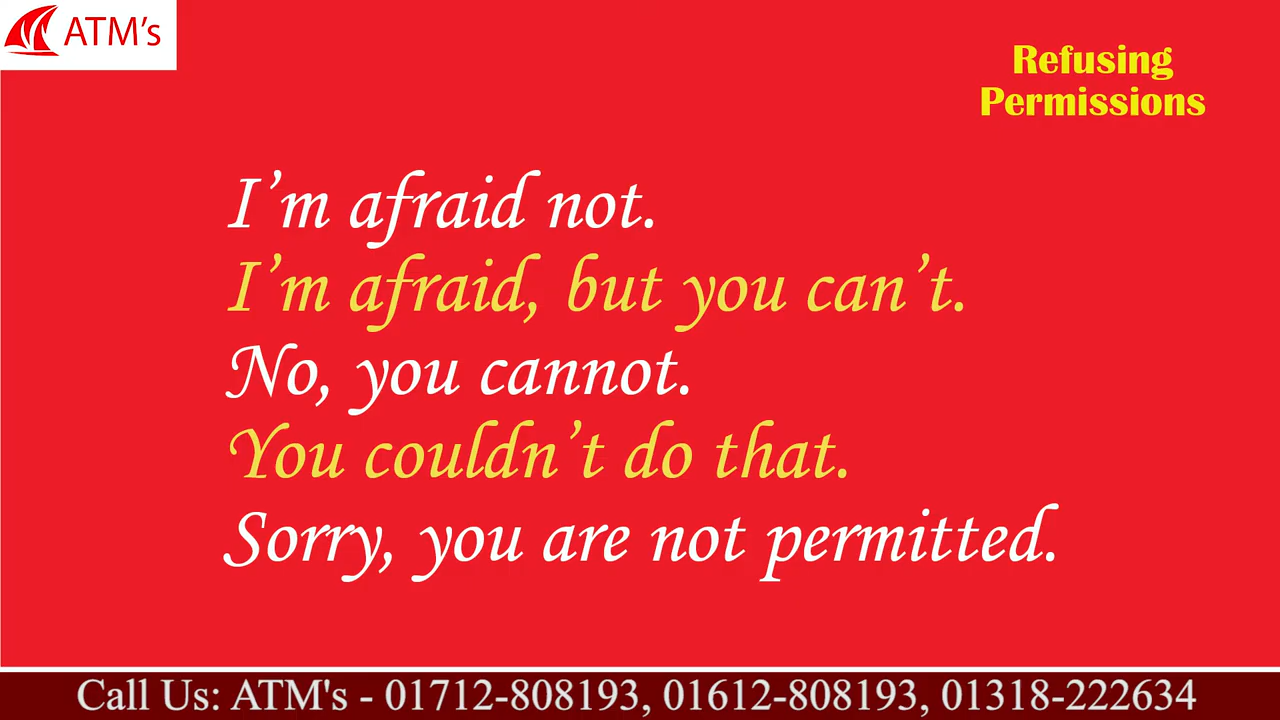 ATM's
Refusing
Permissions
I'm afraid not.
I'm afraid, but you can't.
No, you cannot.
You couldn't do that.
Sorry, you are not permitted.
Call Us: ATM's - 01712-808193, 01612-808193, 01318-222634